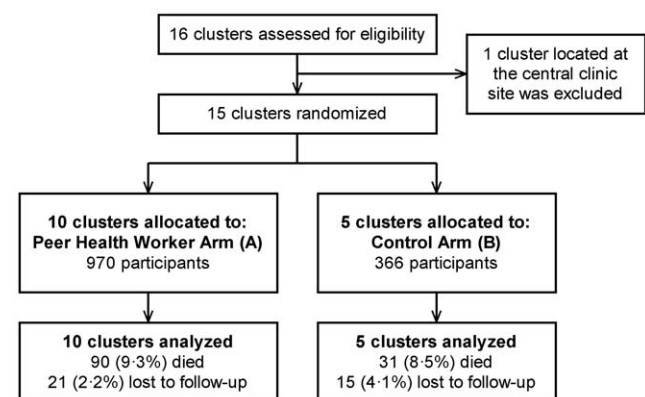 16 clusters assessed for eligibility
1 cluster located at
the central clinic
site was excluded
15 clusters randomized
10 clusters allocated to:
Peer Health Worker Arm (A)
970 participants
5 clusters allocated to:
Control Arm (B)
366 participants
10 clusters analyzed
90 (9·3%) died
21 (2·2%) lost to follow-up
5 clusters analyzed
31 (8·5%) died
15 (4·1%) lost to follow-up